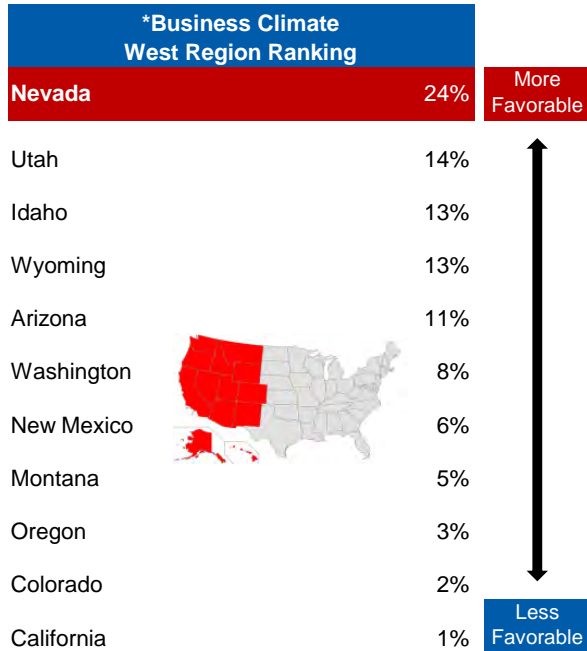 *Business Climate
West Region Ranking
Nevada 24%
More
Favorable
Utah 14%
Idaho 13%
Wyoming 13%
Arizona 11%
Washington 8%
New Mexico 6%
Montana 5%
Oregon 3%
Colorado 2%
California 1%
Less
Favorable